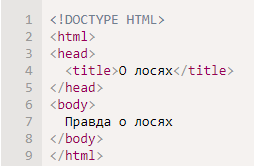 1 <!DOCTYPE HTML>
2 <html>
3 <head>
4   <title>О лосях</title>
5 </head>
6 <body>
7   Правда о лосях
8 </body>
9 </html>